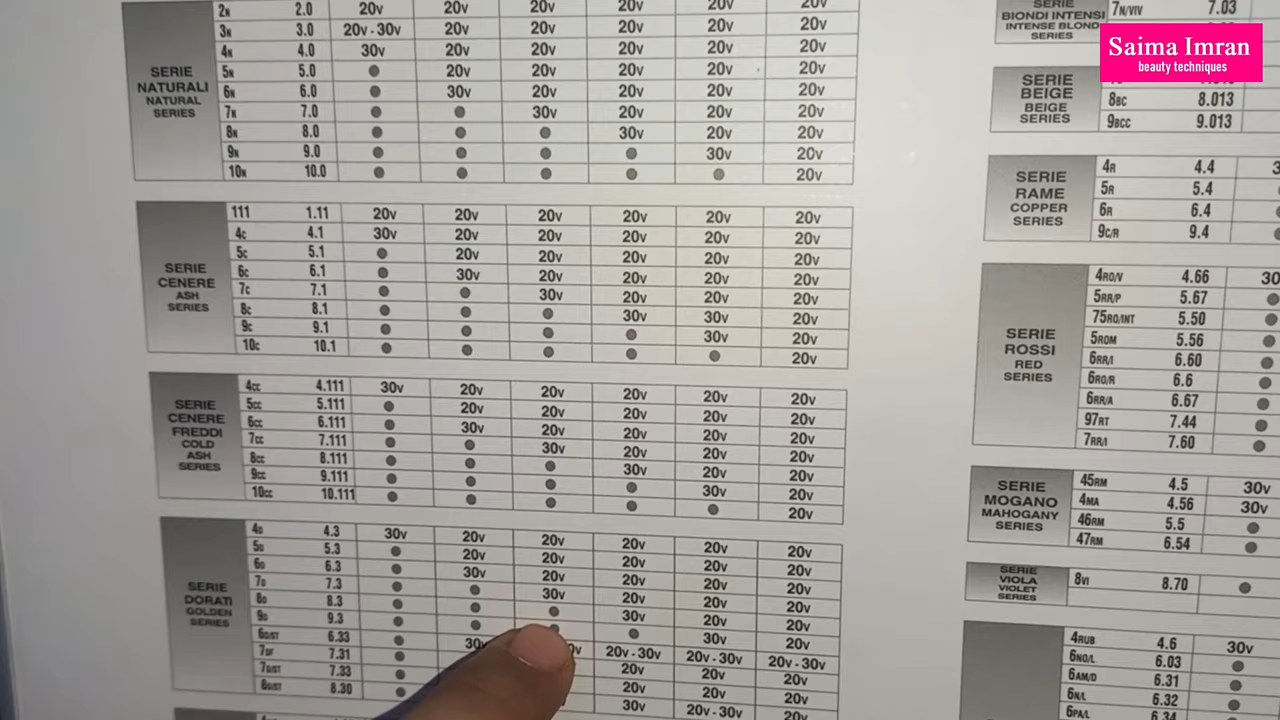 Saima Imran
beauty techniques
2N 2.0 20v 20v 20v 20v 20v 20v
3N 3.0 20v - 30v 20v 20v 20v 20v 20v
4N 4.0 30v 20v 20v 20v 20v 20v
5N 5.0 ● 20v 20v 20v 20v 20v
6N 6.0 ● 30v 20v 20v 20v 20v
7N 7.0 ● ● 30v 20v 20v 20v
8N 8.0 ● ● ● 30v 20v 20v
9N 9.0 ● ● ● ● 30v 20v
10N 10.0 ● ● ● ● ● 20v
SERIE
NATURALI
NATURAL
SERIES
111 1.11 20v 20v 20v 20v 20v 20v
4C 4.1 30v 20v 20v 20v 20v 20v
5C 5.1 ● 20v 20v 20v 20v 20v
6C 6.1 ● 30v 20v 20v 20v 20v
7C 7.1 ● ● 30v 20v 20v 20v
8C 8.1 ● ● ● 30v 30v 20v
9C 9.1 ● ● ● ● 30v 20v
10C 10.1 ● ● ● ● ● 20v
SERIE
CENERE
ASH
SERIES
4CC 4.111 30v 20v 20v 20v 20v 20v
5CC 5.111 ● 20v 20v 20v 20v 20v
6CC 6.111 ● 30v 20v 20v 20v 20v
7CC 7.111 ● ● 30v 20v 20v 20v
8CC 8.111 ● ● ● 30v 20v 20v
9CC 9.111 ● ● ● ● 30v 20v
10CC 10.111 ● ● ● ● ● 20v
SERIE
CENERE
FREDDI
COLD
ASH
SERIES
4D 4.3 30v 20v 20v 20v 20v 20v
5D 5.3 ● 20v 20v 20v 20v 20v
6D 6.3 ● 30v 20v 20v 20v 20v
7D 7.3 ● ● 30v 20v 20v 20v
8D 8.3 ● ● ● 30v 20v 20v
9D 9.3 ● ● ● ● 30v 20v
6D/ST 6.33 ● 20v - 30v 20v - 30v 20v - 30v
7DF 7.31 ● 20v 20v 20v
7D/ST 7.33 ● 20v 20v 20v
8D/ST 8.30 ● 30v 20v - 30v 20v
SERIE
DORATI
GOLDEN
SERIES
SERIE
BIONDI INTENSI
INTENSE BLOND
SERIES
7N/VIV 7.03
SERIE
BEIGE
BEIGE
SERIES
8BC 8.013
9BCC 9.013
SERIE
RAME
COPPER
SERIES
4R 4.4
5R 5.4
6R 6.4
9C/R 9.4
SERIE
ROSSI
RED
SERIES
4RO/V 4.66 30
5RR/P 5.67 ●
75RO/INT 5.50 ●
5ROM 5.56 ●
6RR/I 6.60 ●
6RO/R 6.6 ●
6RR/A 6.67 ●
97RT 7.44 ●
7RR/I 7.60 ●
SERIE
MOGANO
MAHOGANY
SERIES
45RM 4.5 30v
4MA 4.56 30v
46RM 5.5 ●
47RM 6.54 ●
SERIE
VIOLA
VIOLET
SERIES
8VI 8.70 ●
4RUB 4.6 30v
6NO/L 6.03 ●
6AM/D 6.31 ●
6N/L 6.32 ●
6PA/L 6.34